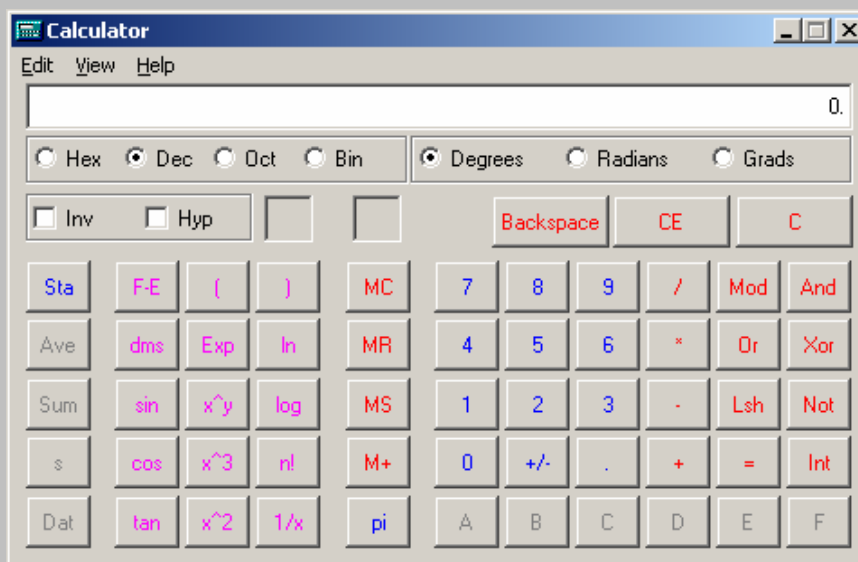 Calculator
Edit View Help
0.
Hex Dec Oct Bin Degrees Radians Grads
Inv Hyp Backspace CE C
Sta F-E ( ) MC 7 8 9 / Mod And
Ave dms Exp ln MR 4 5 6 * Or Xor
Sum sin x^y log MS 1 2 3 - Lsh Not
s cos x^3 n! M+ 0 +/- . + = Int
Dat tan x^2 1/x pi A B C D E F